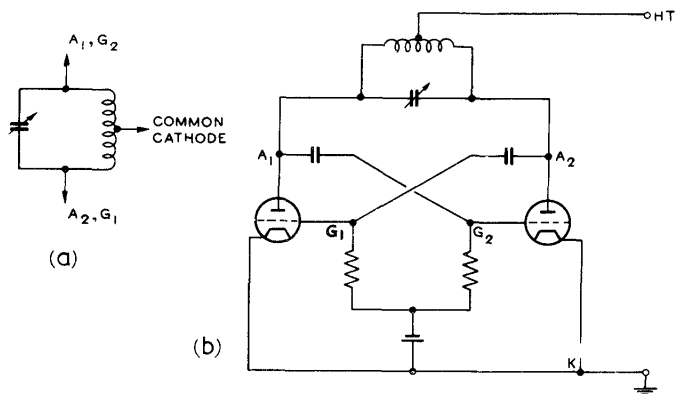 A1, G2
COMMON
CATHODE
A2, G1
(a)
HT
A1
A2
G1
G2
(b)
K